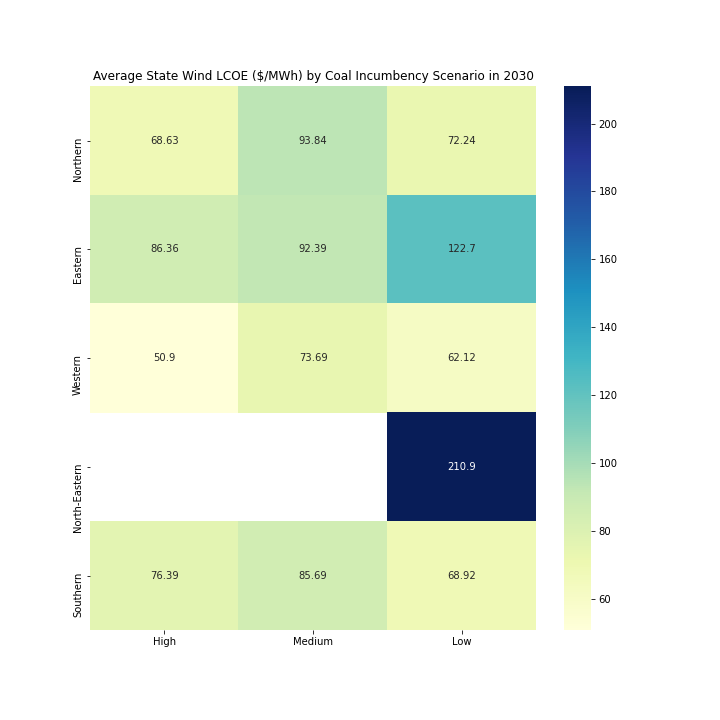 Average State Wind LCOE ($/MWh) by Coal Incumbency Scenario in 2030
Northern
68.63
93.84
72.24
Eastern
86.36
92.39
122.7
Western
50.9
73.69
62.12
North-Eastern
210.9
Southern
76.39
85.69
68.92
High
Medium
Low
200
180
160
140
120
100
80
60